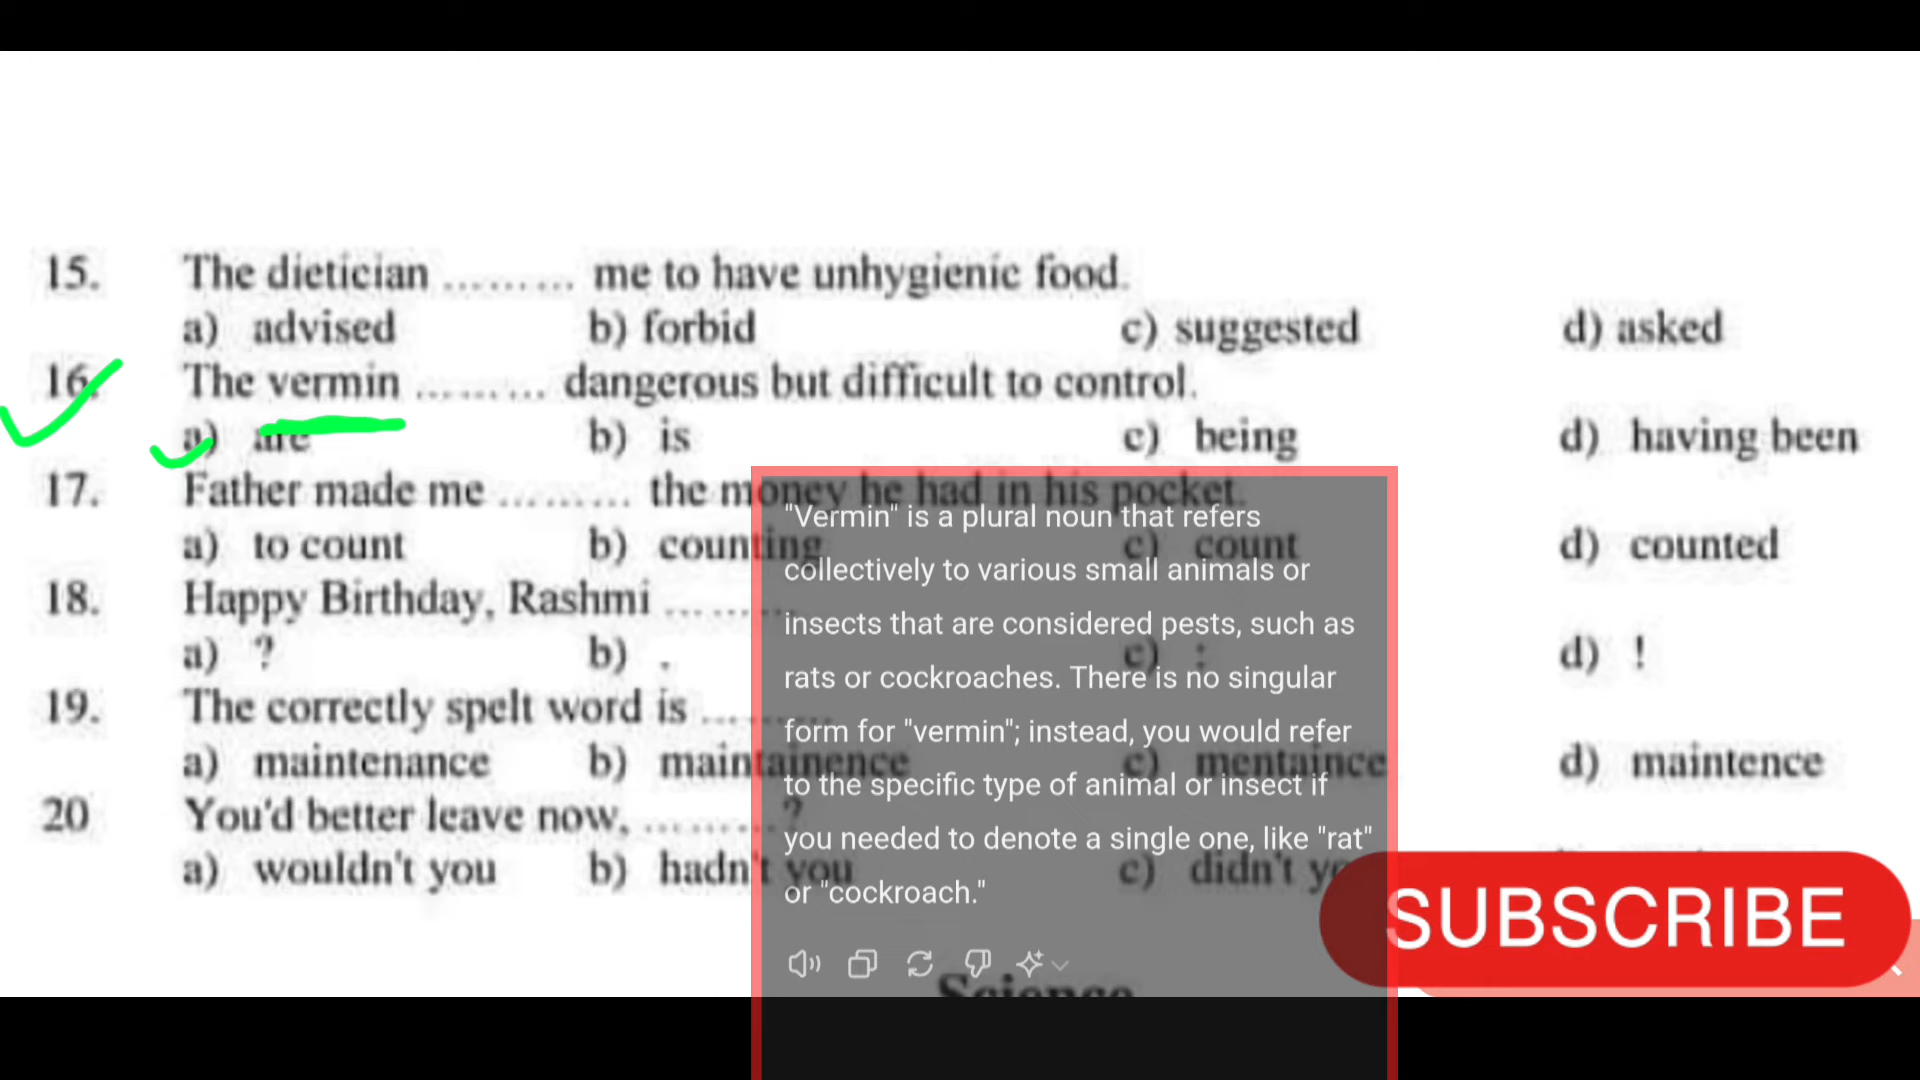 15. The dietician ......... me to have unhygienic food.
a) advised b) forbid c) suggested d) asked
16. The vermin ......... dangerous but difficult to control.
a) are b) is c) being d) having been
17. Father made me ......... the money he had in his pocket.
a) to count b) counting c) count d) counted
18. Happy Birthday, Rashmi .........
a) ? b) . c) : d) !
19. The correctly spelt word is .........
a) maintenance b) maintainence c) mentaince d) maintence
20 You'd better leave now, ......... ?
a) wouldn't you b) hadn't you c) didn't
Science
"Vermin" is a plural noun that refers
collectively to various small animals or
insects that are considered pests, such as
rats or cockroaches. There is no singular
form for "vermin"; instead, you would refer
to the specific type of animal or insect if
you needed to denote a single one, like "rat"
or "cockroach."
SUBSCRIBE